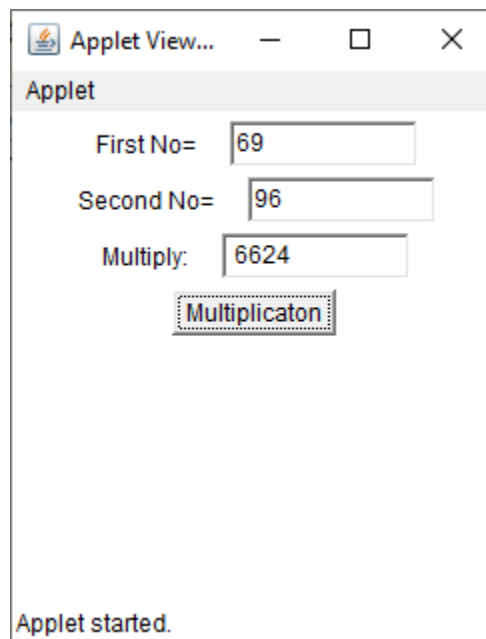 Applet View...
Applet
First No= 69
Second No= 96
Multiply: 6624
Multiplicaton
Applet started.